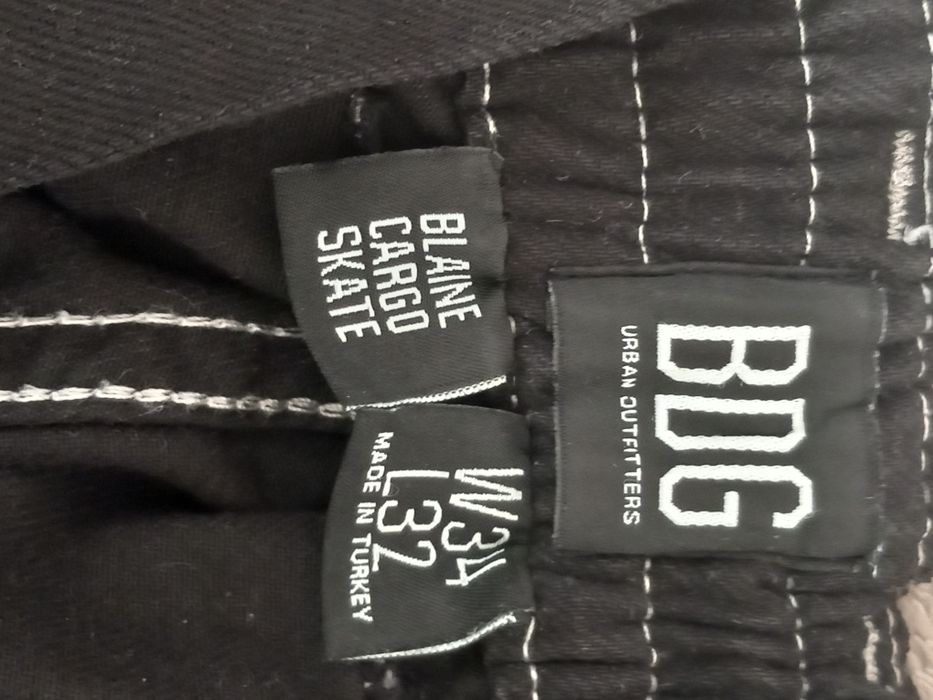 BDG
URBAN OUTFITTERS
BLAINE
CARGO
SKATE
W34
L32
MADE IN TURKEY